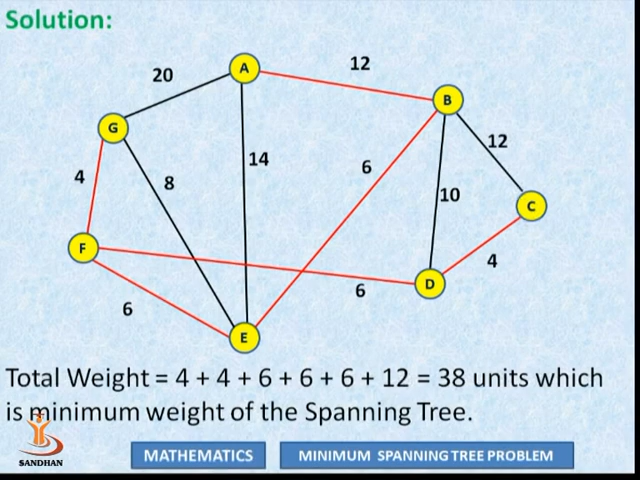 Solution:
20
A
12
B
G
12
14
4
8
6
10
C
F
4
6
D
6
E
Total Weight = 4 + 4 + 6 + 6 + 6 + 12 = 38 units which
is minimum weight of the Spanning Tree.
SANDHAN
MATHEMATICS
MINIMUM SPANNING TREE PROBLEM